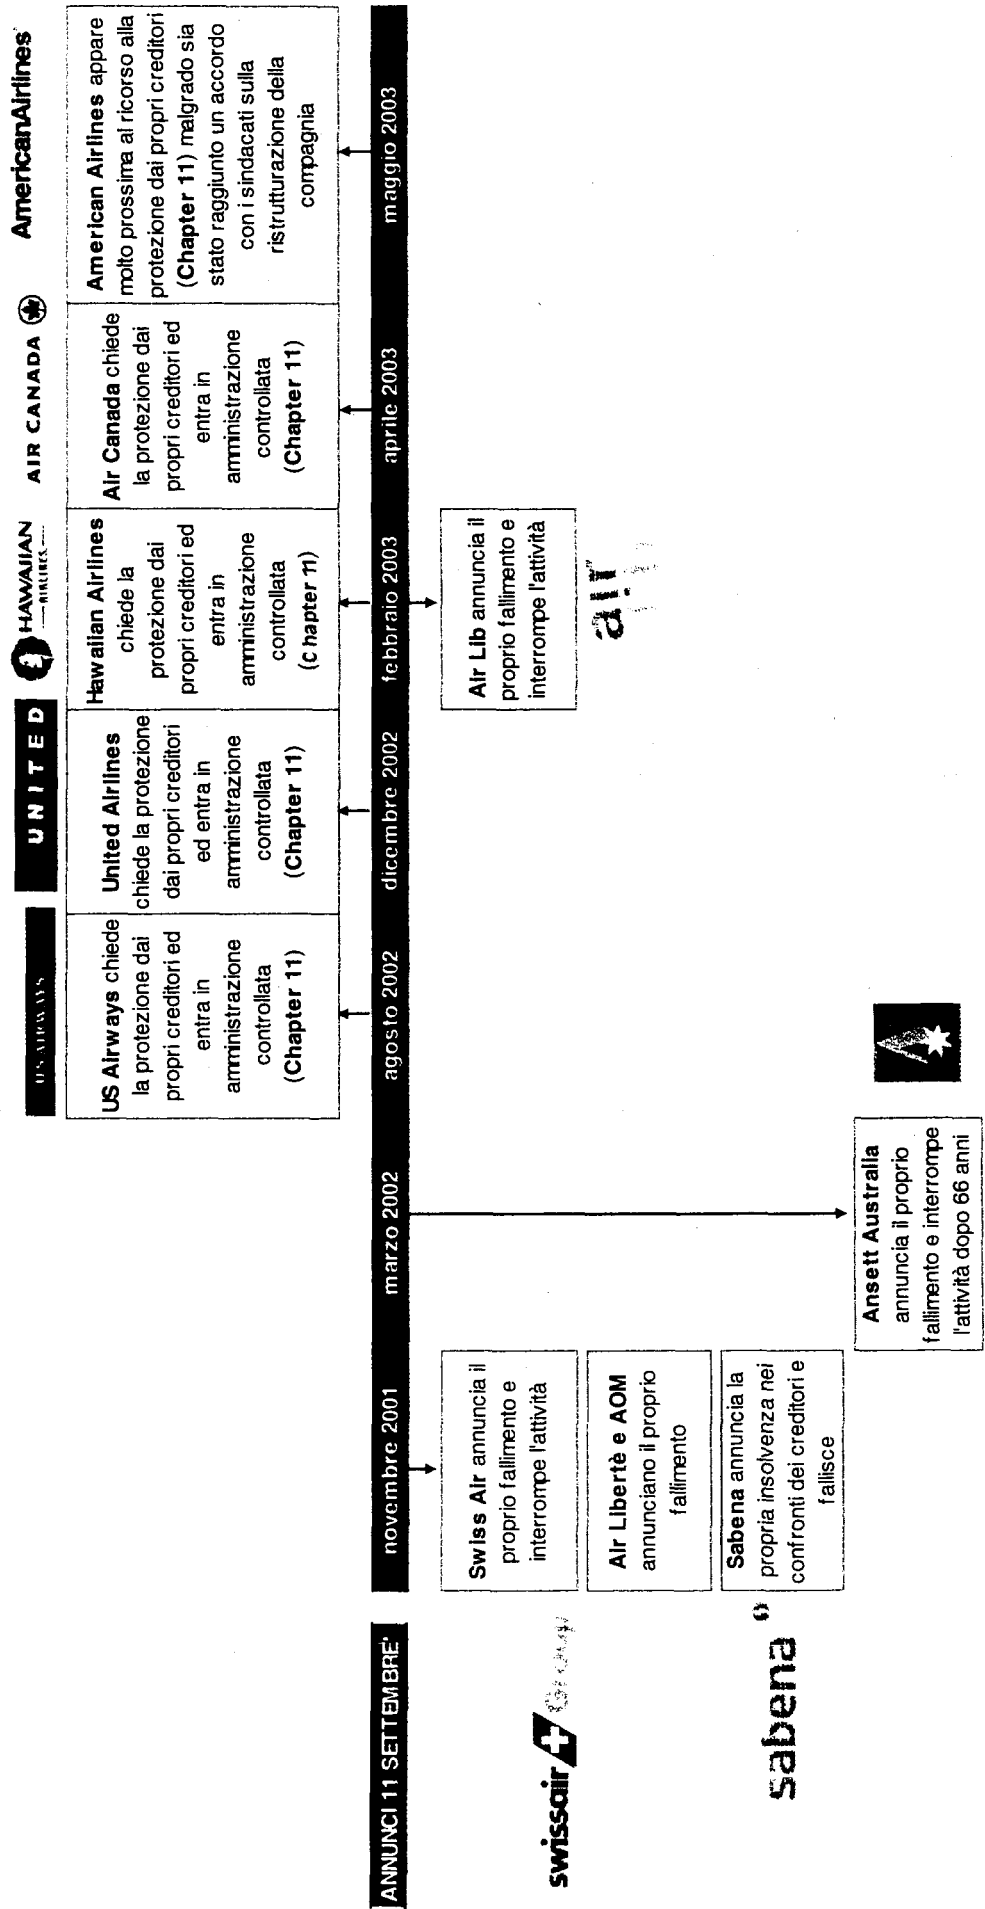 US AIRWAYS
UNITED
HAWAIIAN
AIRLINES
AIR CANADA
AmericanAirlines
US Airways chiede
la protezione dai
propri creditori ed
entra in
amministrazione
controllata
(Chapter 11)
United Airlines
chiede la protezione
dai propri creditori
ed entra in
amministrazione
controllata
(Chapter 11)
Hawaiian Airlines
chiede la
protezione dai
propri creditori ed
entra in
amministrazione
controllata
(Chapter 11)
Air Canada chiede
la protezione dai
propri creditori ed
entra in
amministrazione
controllata
(Chapter 11)
American Airlines appare
molto prossima al ricorso alla
protezione dai propri creditori
(Chapter 11) malgrado sia
stato raggiunto un accordo
con i sindacati sulla
ristrutturazione della
compagnia
ANNUNCI 11 SETTEMBRE'
novembre 2001
marzo 2002
agosto 2002
dicembre 2002
febbraio 2003
aprile 2003
maggio 2003
swissair Group
Swiss Air annuncia il
proprio fallimento e
interrompe l'attività
Air Lib annuncia il
proprio fallimento e
interrompe l'attività
air
Air Libertè e AOM
annunciano il proprio
fallimento
sabena
Sabena annuncia la
propria insolvenza nei
confronti dei creditori e
fallisce
Ansett Australia
annuncia il proprio
fallimento e interrompe
l'attività dopo 66 anni